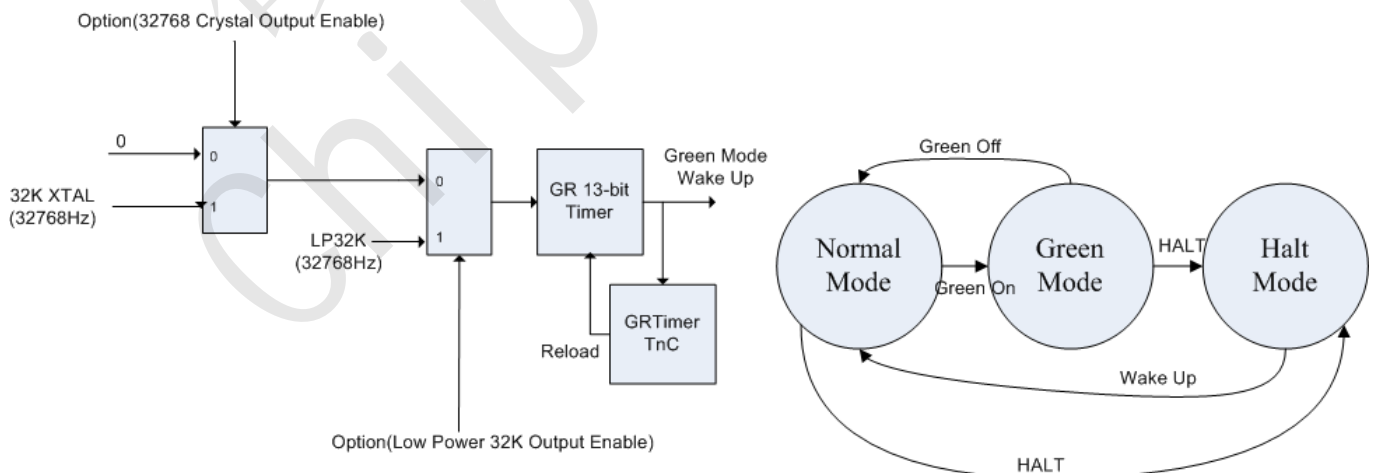 Option(32768 Crystal Output Enable)
0
0
32K XTAL
(32768Hz)
1
0
LP32K
(32768Hz)
1
GR 13-bit
Timer
Green Mode
Wake Up
GRTimer
TnC
Reload
Option(Low Power 32K Output Enable)
Green Off
Normal
Mode
Green On
Green
Mode
HALT
Halt
Mode
Wake Up
HALT
Chip